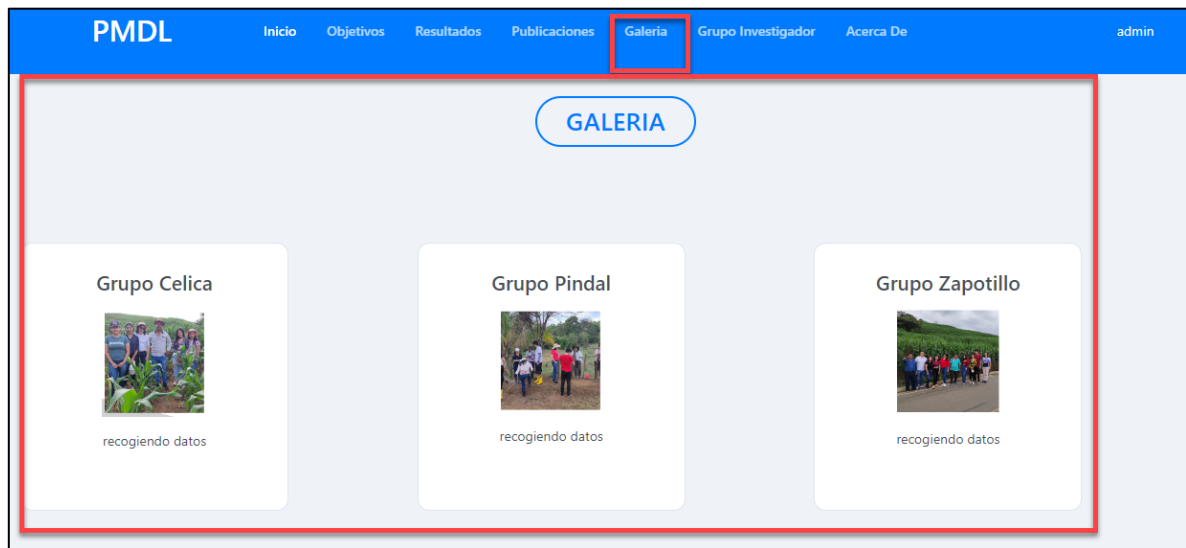 PMDL Inicio Objetivos Resultados Publicaciones Galeria Grupo Investigador Acerca De admin
GALERIA
Grupo Celica
recogiendo datos
Grupo Pindal
recogiendo datos
Grupo Zapotillo
recogiendo datos